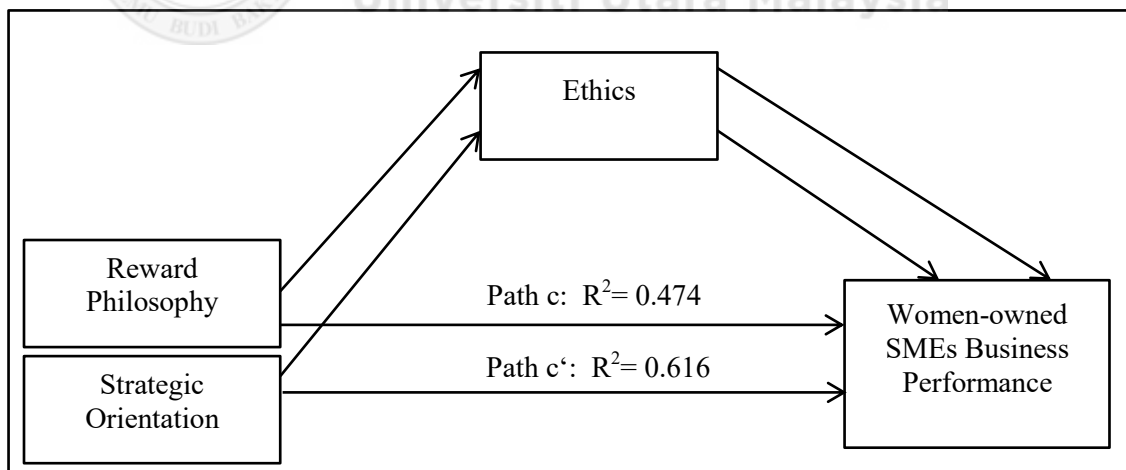 BUDI BAK
Universiti Utara Malaysia
Ethics
Reward
Philosophy
Path c: R²= 0.474
Women-owned
SMEs Business
Performance
Path c‘: R²= 0.616
Strategic
Orientation